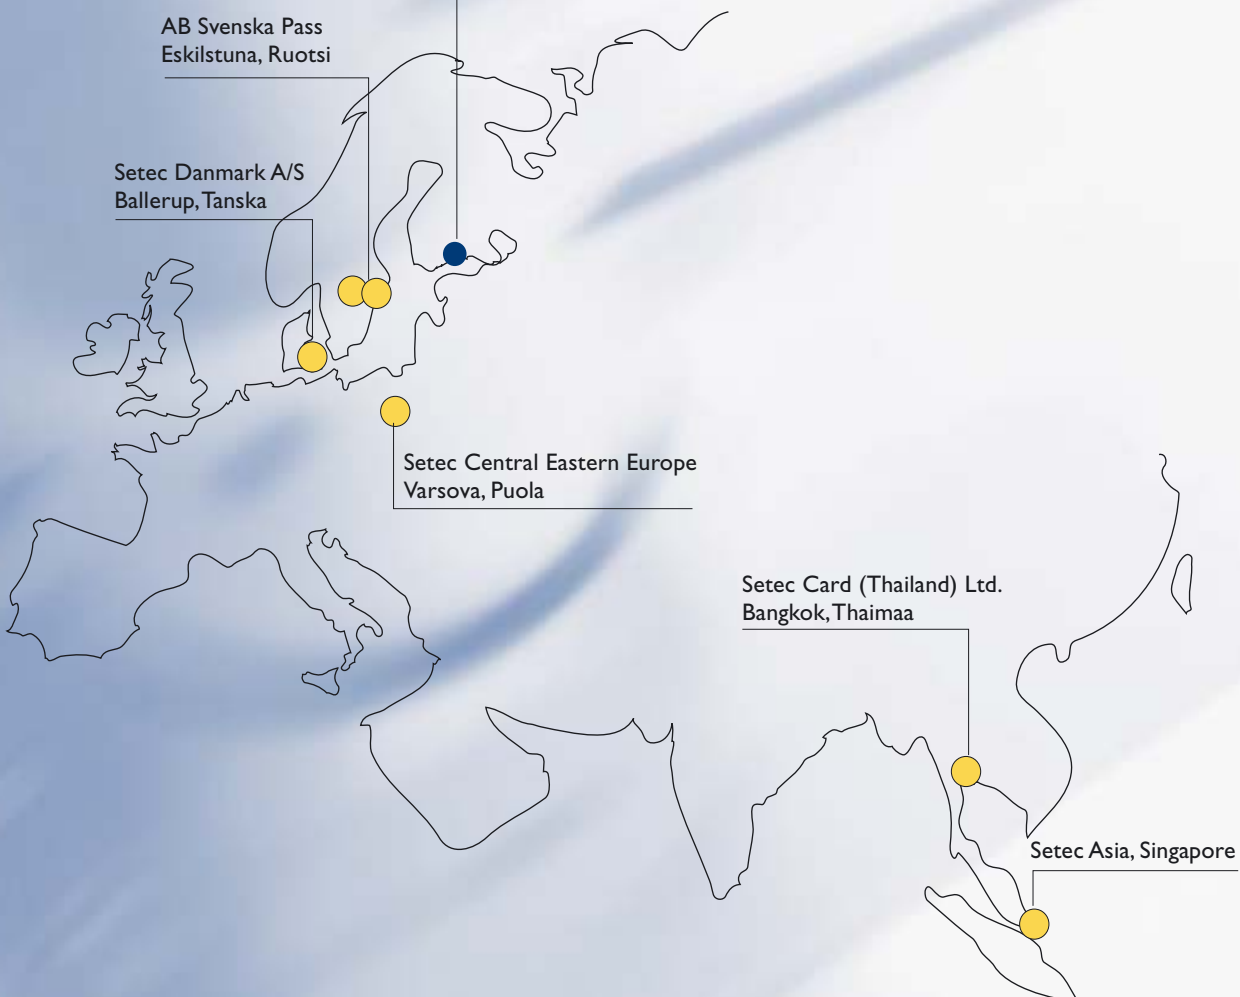 AB Svenska Pass
Eskilstuna, Ruotsi
Setec Danmark A/S
Ballerup, Tanska
Setec Central Eastern Europe
Varsova, Puola
Setec Card (Thailand) Ltd.
Bangkok, Thaimaa
Setec Asia, Singapore